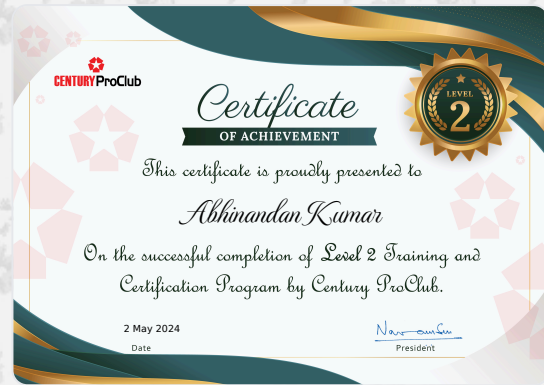 CENTURY ProClub
LEVEL
2
Certificate
OF ACHIEVEMENT
This certificate is proudly presented to
Abhinandan Kumar
On the successful completion of Level 2 Training and
Certification Program by Century ProClub.
2 May 2024
Date
President